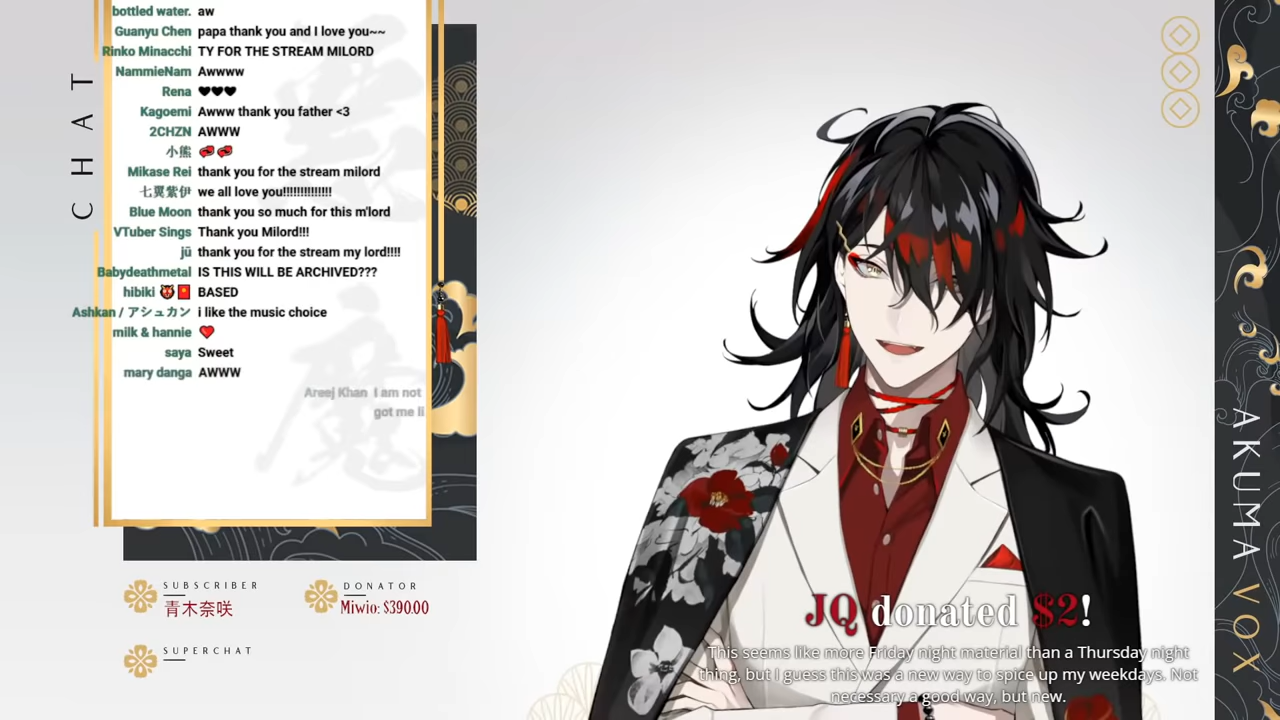 CHAT
bottled water. aw
Guanyu Chen papa thank you and I love you~~
Rinko Minacchi TY FOR THE STREAM MILORD
NammieNam Awwww
Rena 🖤🖤🖤
Kagoemi Awww thank you father <3
2CHZN AWWW
小熊
Mikase Rei thank you for the stream milord
七翼紫伊 we all love you!!!!!!!!!!!!!!
Blue Moon thank you so much for this m'lord
VTuber Sings Thank you Milord!!!
jü thank you for the stream my lord!!!!
Babydeathmetal IS THIS WILL BE ARCHIVED???
hibiki 🐯🧧 BASED
Ashkan / アシュカン i like the music choice
milk & hannie ❤️
saya Sweet
mary danga AWWW
Areej Khan I am not
got me li
魔
SUBSCRIBER
青木奈咲
DONATOR
Miwio: $390.00
SUPERCHAT
JQ donated $2!
This seems like more Friday night material than a Thursday night
thing, but I guess this was a new way to spice up my weekdays. Not
necessary a good way, but new.
AKUMA VOX